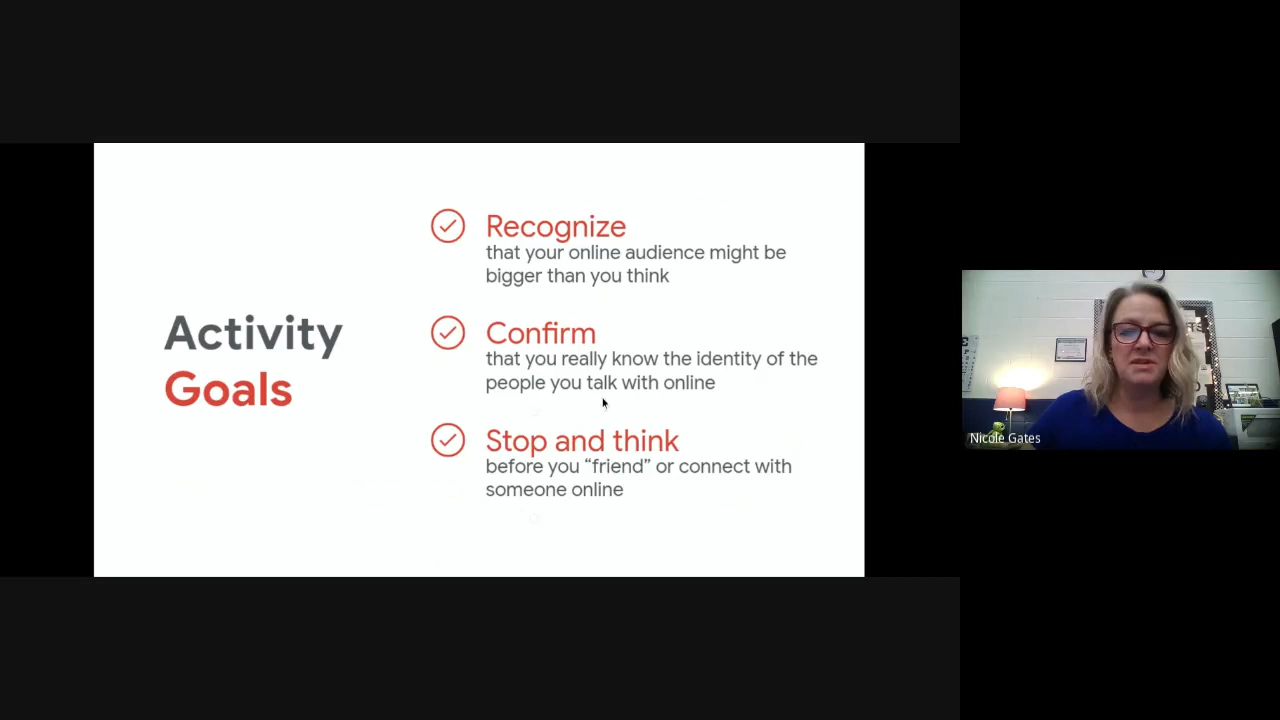 Activity
Goals
Recognize
that your online audience might be
bigger than you think
Confirm
that you really know the identity of the
people you talk with online
Stop and think
before you “friend” or connect with
someone online
Nicole Gates